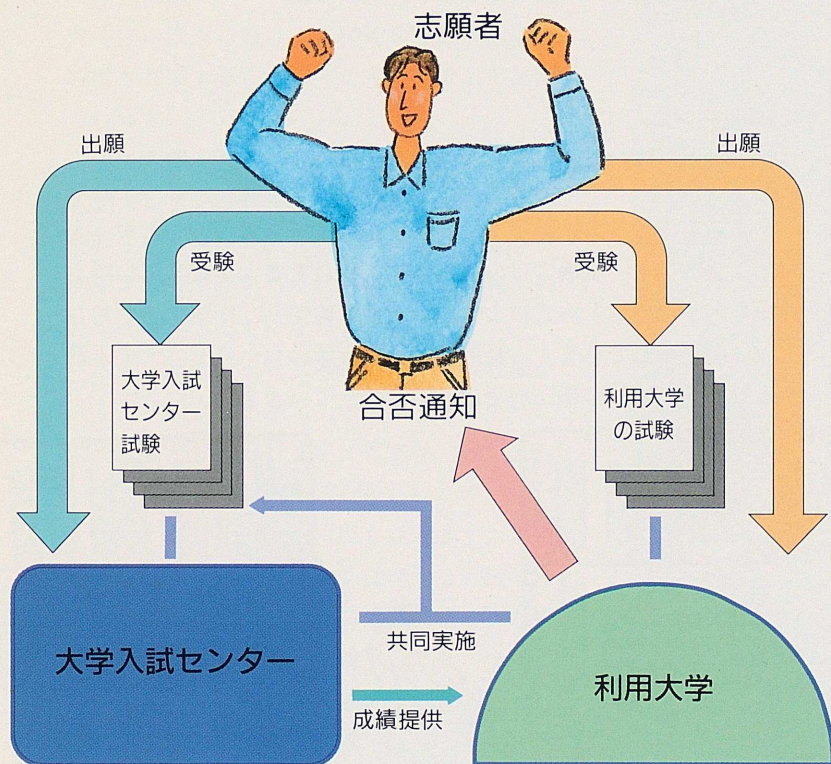 志願者
出願
出願
受験
受験
大学入試
センター
試験
利用大学
の試験
合否通知
大学入試センター
共同実施
利用大学
成績提供